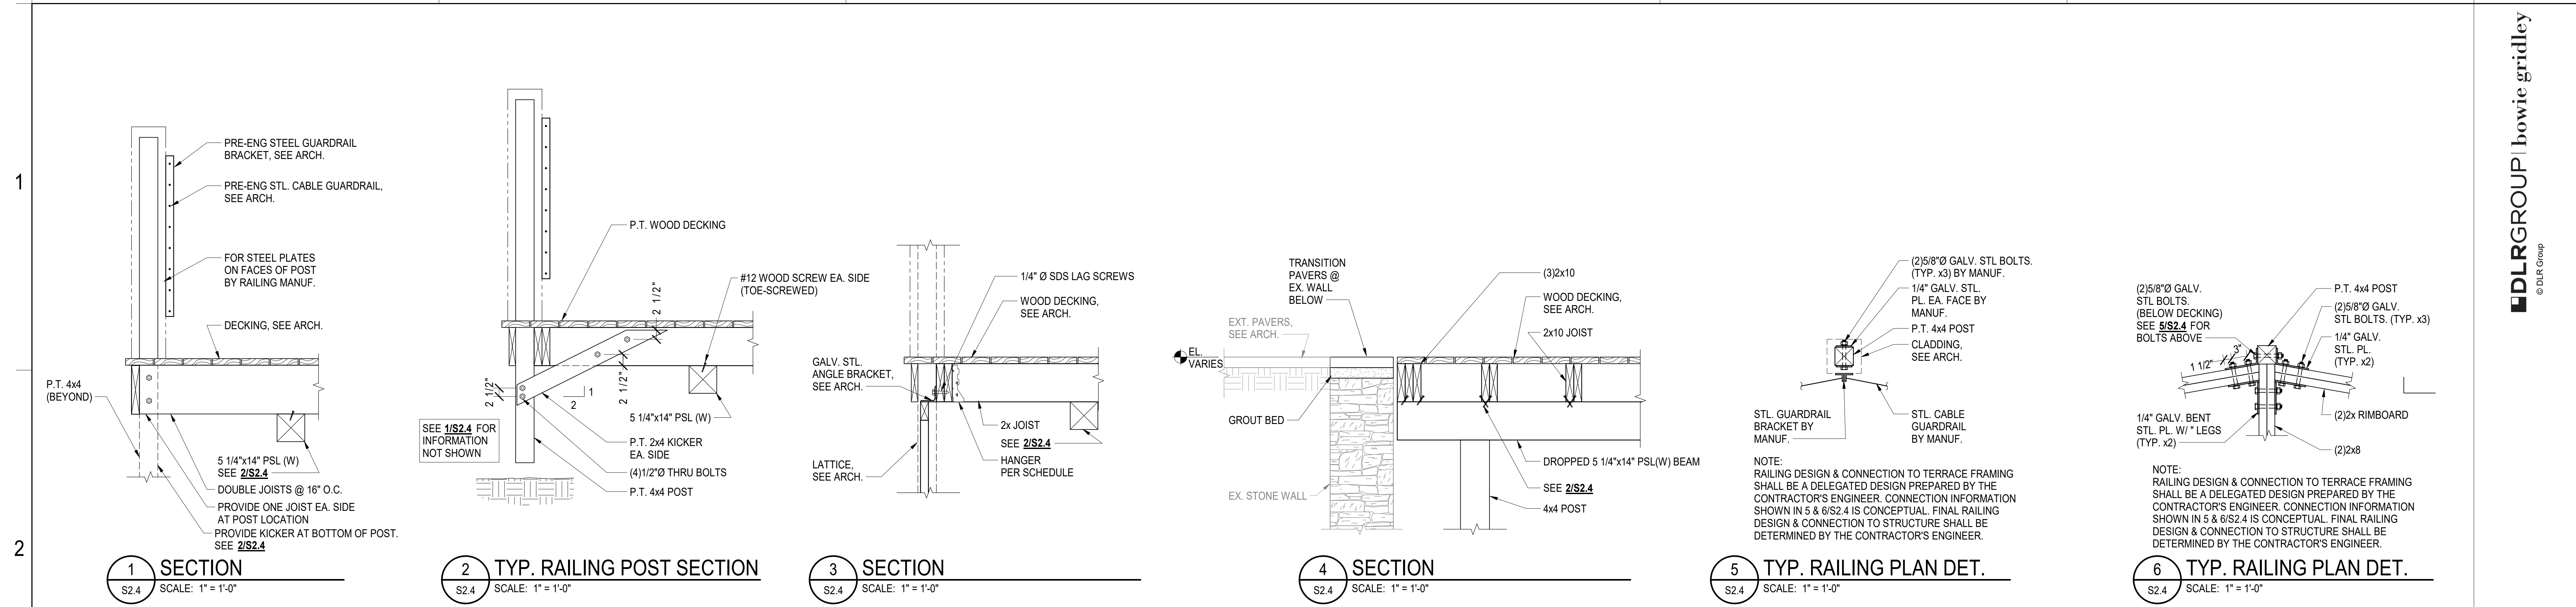 1
2
PRE-ENG STEEL GUARDRAIL
BRACKET, SEE ARCH.
PRE-ENG STL. CABLE GUARDRAIL,
SEE ARCH.
FOR STEEL PLATES
ON FACES OF POST
BY RAILING MANUF.
DECKING, SEE ARCH.
P.T. 4x4
(BEYOND)
5 1/4"x14" PSL (W)
SEE 2/S2.4
DOUBLE JOISTS @ 16" O.C.
PROVIDE ONE JOIST EA. SIDE
AT POST LOCATION
PROVIDE KICKER AT BOTTOM OF POST.
SEE 2/S2.4
1
S2.4
SECTION
SCALE: 1" = 1'-0"
P.T. WOOD DECKING
#12 WOOD SCREW EA. SIDE
(TOE-SCREWED)
2 1/2"
2 1/2"
2 1/2"
1
2
5 1/4"x14" PSL (W)
SEE 1/S2.4 FOR
INFORMATION
NOT SHOWN
P.T. 2x4 KICKER
EA. SIDE
(4)1/2"Ø THRU BOLTS
P.T. 4x4 POST
2
S2.4
TYP. RAILING POST SECTION
SCALE: 1" = 1'-0"
1/4" Ø SDS LAG SCREWS
WOOD DECKING,
SEE ARCH.
GALV. STL.
ANGLE BRACKET,
SEE ARCH.
2x JOIST
SEE 2/S2.4
HANGER
PER SCHEDULE
LATTICE,
SEE ARCH.
3
S2.4
SECTION
SCALE: 1" = 1'-0"
TRANSITION
PAVERS @
EX. WALL
BELOW
EXT. PAVERS,
SEE ARCH.
EL.
VARIES
GROUT BED
EX. STONE WALL
(3)2x10
WOOD DECKING,
SEE ARCH.
2x10 JOIST
DROPPED 5 1/4"x14" PSL(W) BEAM
SEE 2/S2.4
4x4 POST
4
S2.4
SECTION
SCALE: 1" = 1'-0"
(2)5/8"Ø GALV. STL BOLTS.
(TYP. x3) BY MANUF.
1/4" GALV. STL.
PL. EA. FACE BY
MANUF.
P.T. 4x4 POST
CLADDING,
SEE ARCH.
STL. GUARDRAIL
BRACKET BY
MANUF.
STL. CABLE
GUARDRAIL
BY MANUF.
NOTE:
RAILING DESIGN & CONNECTION TO TERRACE FRAMING
SHALL BE A DELEGATED DESIGN PREPARED BY THE
CONTRACTOR'S ENGINEER. CONNECTION INFORMATION
SHOWN IN 5 & 6/S2.4 IS CONCEPTUAL. FINAL RAILING
DESIGN & CONNECTION TO STRUCTURE SHALL BE
DETERMINED BY THE CONTRACTOR'S ENGINEER.
5
S2.4
TYP. RAILING PLAN DET.
SCALE: 1" = 1'-0"
(2)5/8"Ø GALV.
STL BOLTS.
(BELOW DECKING)
SEE 5/S2.4 FOR
BOLTS ABOVE
1 1/2"
3"
P.T. 4x4 POST
(2)5/8"Ø GALV.
STL BOLTS. (TYP. x3)
1/4" GALV.
STL. PL.
(TYP. x2)
1/4" GALV. BENT
STL. PL. W/ " LEGS
(TYP. x2)
(2)2x RIMBOARD
(2)2x8
NOTE:
RAILING DESIGN & CONNECTION TO TERRACE FRAMING
SHALL BE A DELEGATED DESIGN PREPARED BY THE
CONTRACTOR'S ENGINEER. CONNECTION INFORMATION
SHOWN IN 5 & 6/S2.4 IS CONCEPTUAL. FINAL RAILING
DESIGN & CONNECTION TO STRUCTURE SHALL BE
DETERMINED BY THE CONTRACTOR'S ENGINEER.
6
S2.4
TYP. RAILING PLAN DET.
SCALE: 1" = 1'-0"
DLRGROUP | bowie gridley
© DLR Group